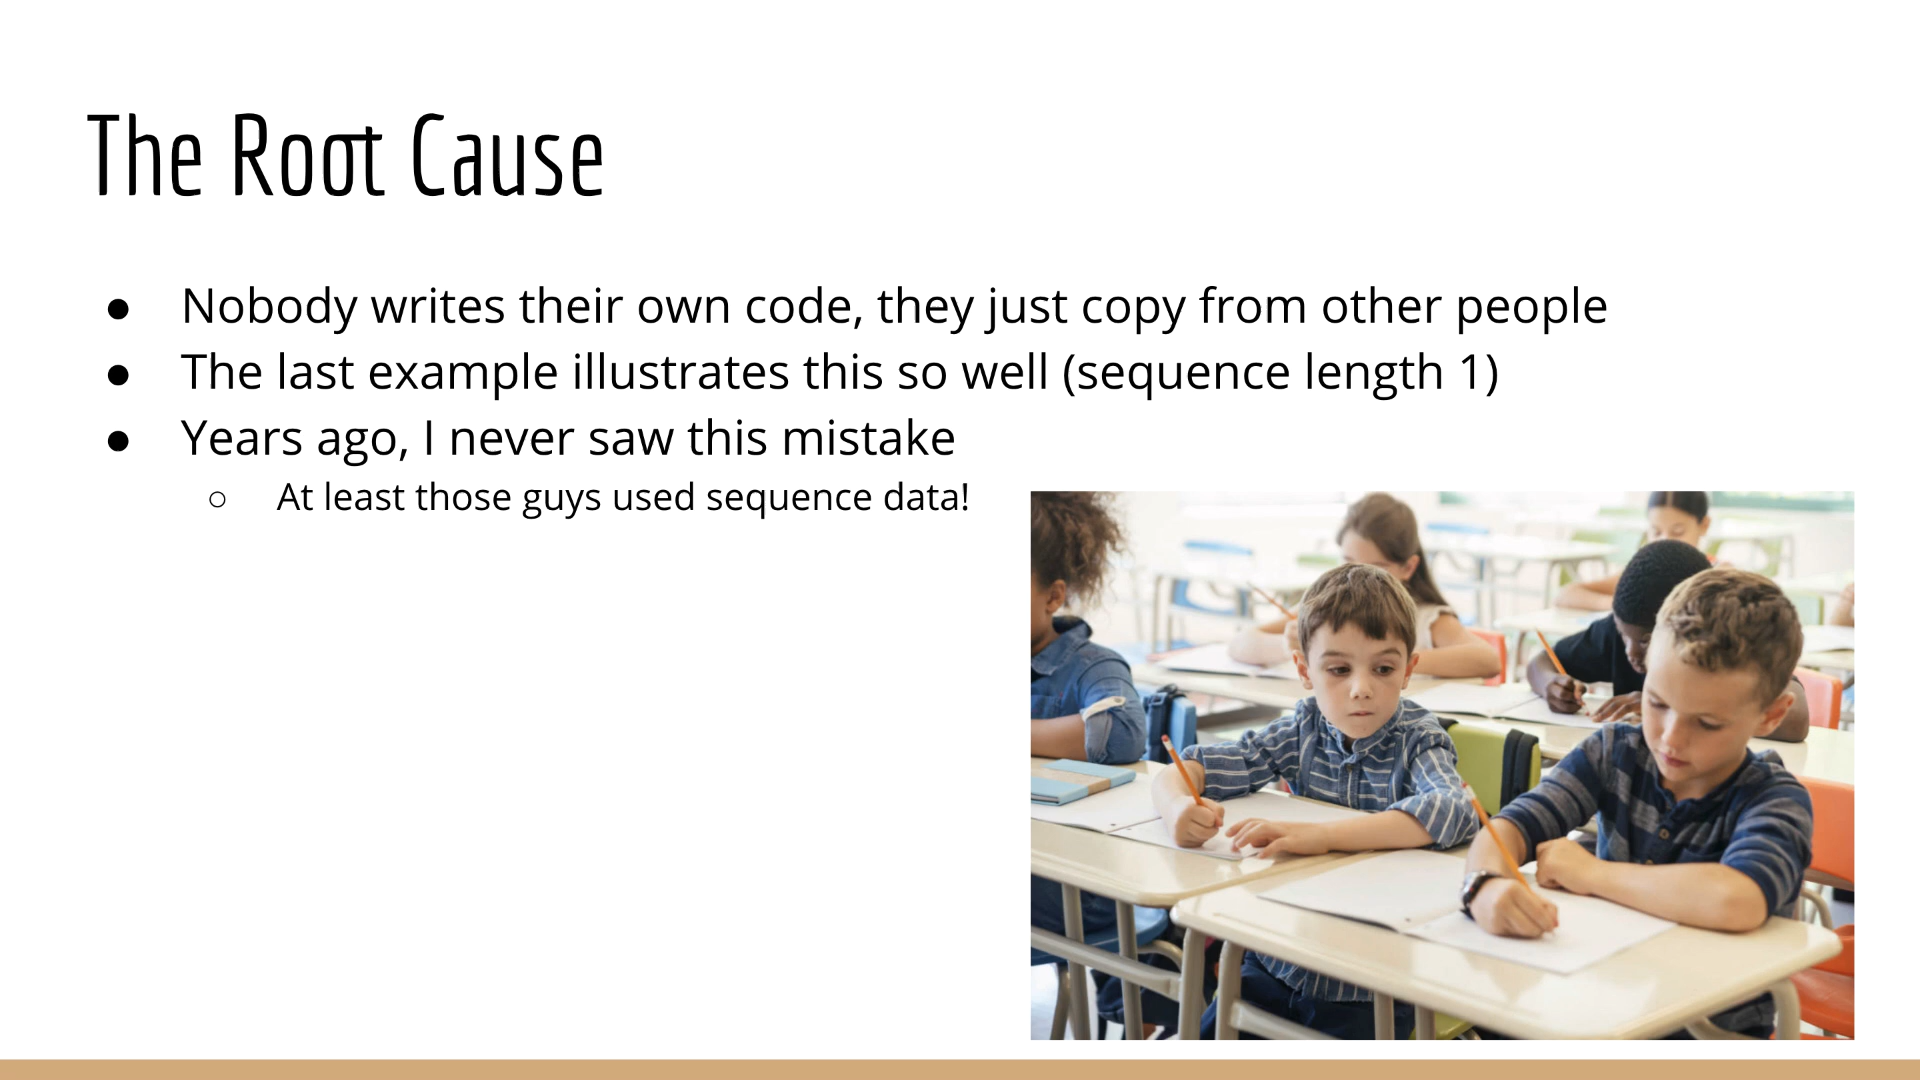 The Root Cause
● Nobody writes their own code, they just copy from other people
● The last example illustrates this so well (sequence length 1)
● Years ago, I never saw this mistake
○ At least those guys used sequence data!